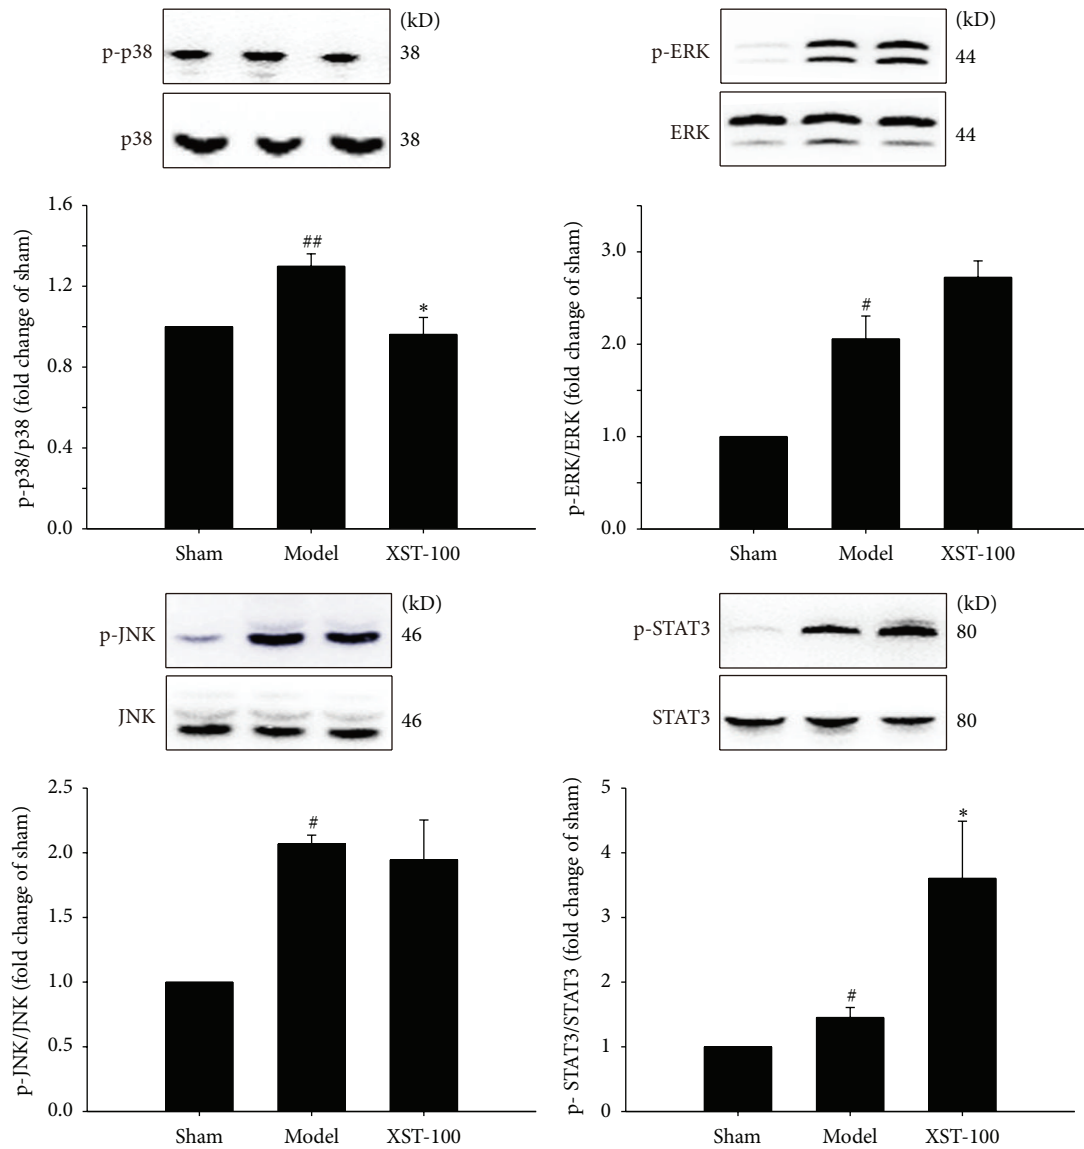 (kD)
p-p38
38
p38
38
1.6
1.2
0.8
0.4
0.0
p-p38/p38 (fold change of sham)
##
*
Sham
Model
XST-100
(kD)
p-ERK
44
ERK
44
3.0
2.0
1.0
0.0
p-ERK/ERK (fold change of sham)
#
Sham
Model
XST-100
(kD)
p-JNK
46
JNK
46
2.5
2.0
1.5
1.0
0.5
0.0
p-JNK/JNK (fold change of sham)
#
Sham
Model
XST-100
(kD)
p-STAT3
80
STAT3
80
5
4
3
2
1
0
p- STAT3/STAT3 (fold change of sham)
#
*
Sham
Model
XST-100